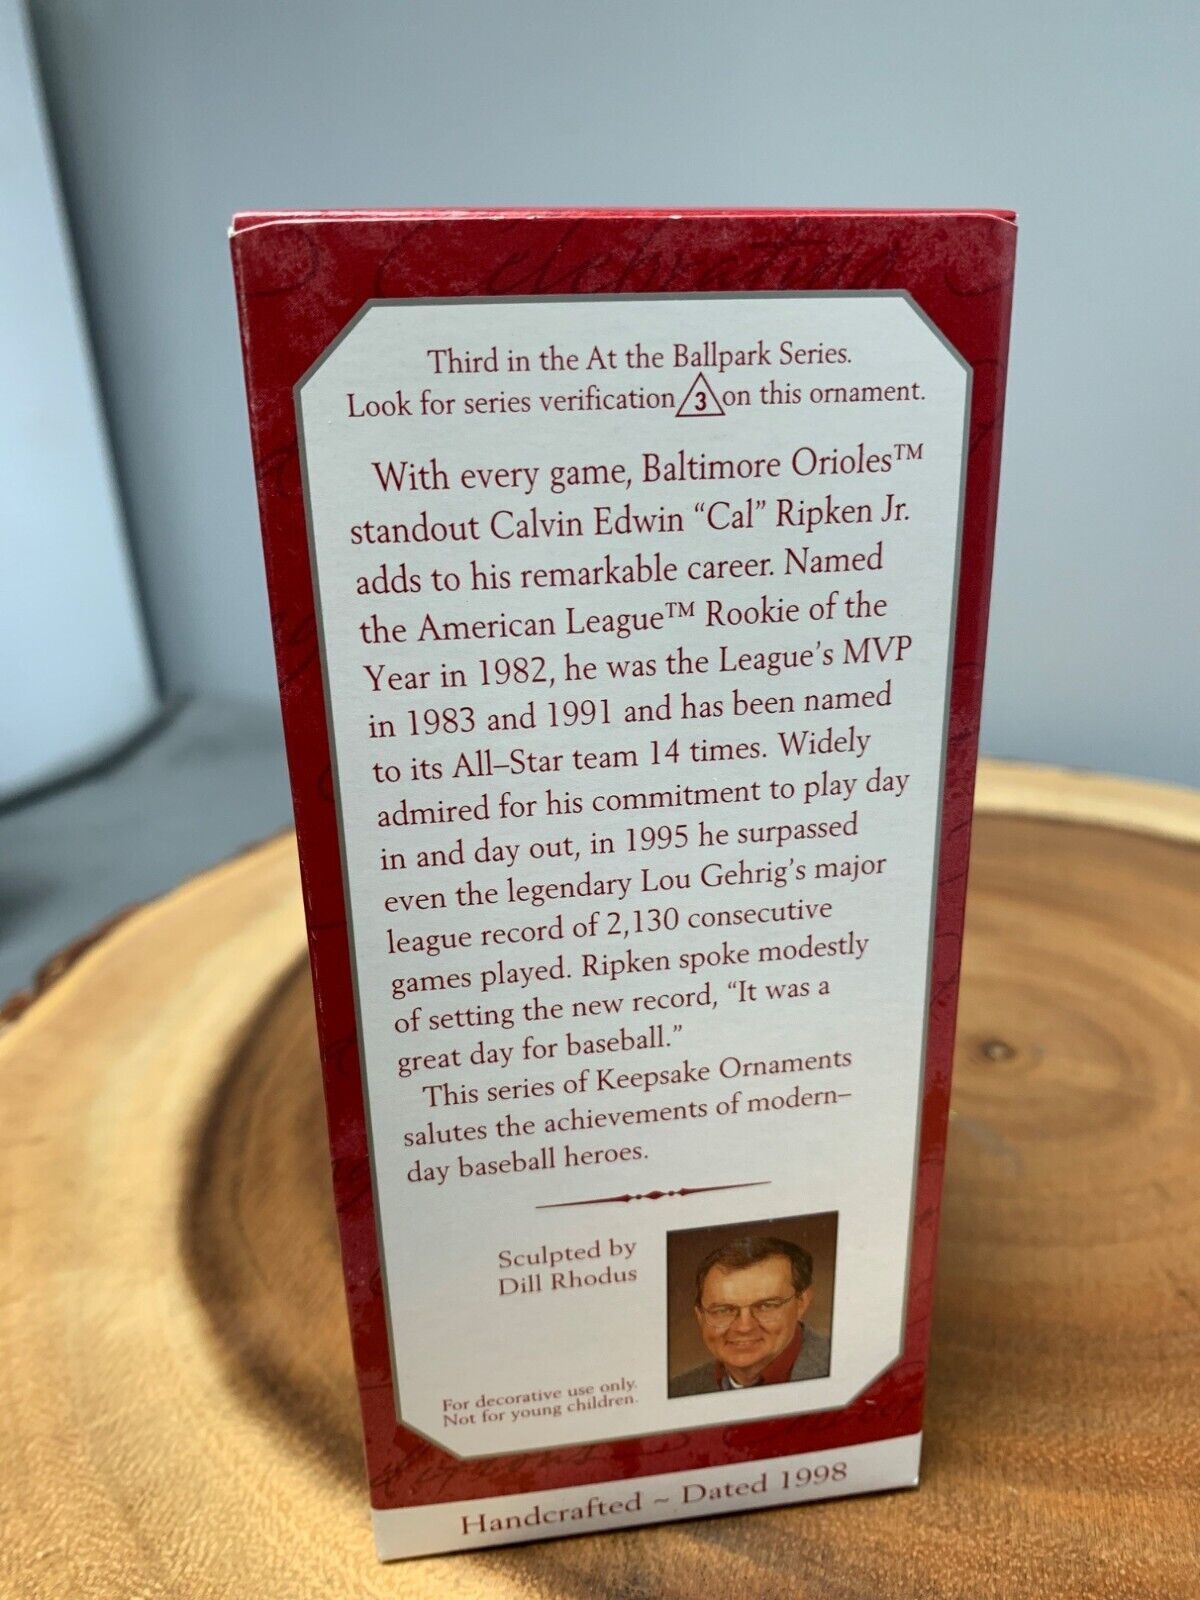 Celebrating
Third in the At the Ballpark Series.
Look for series verification 3 on this ornament.
With every game, Baltimore Orioles™
standout Calvin Edwin “Cal” Ripken Jr.
adds to his remarkable career. Named
the American League™ Rookie of the
Year in 1982, he was the League’s MVP
in 1983 and 1991 and has been named
to its All–Star team 14 times. Widely
admired for his commitment to play day
in and day out, in 1995 he surpassed
even the legendary Lou Gehrig’s major
league record of 2,130 consecutive
games played. Ripken spoke modestly
of setting the new record, “It was a
great day for baseball.”
This series of Keepsake Ornaments
salutes the achievements of modern–
day baseball heroes.
Sculpted by
Dill Rhodus
For decorative use only.
Not for young children.
Handcrafted ~ Dated 1998